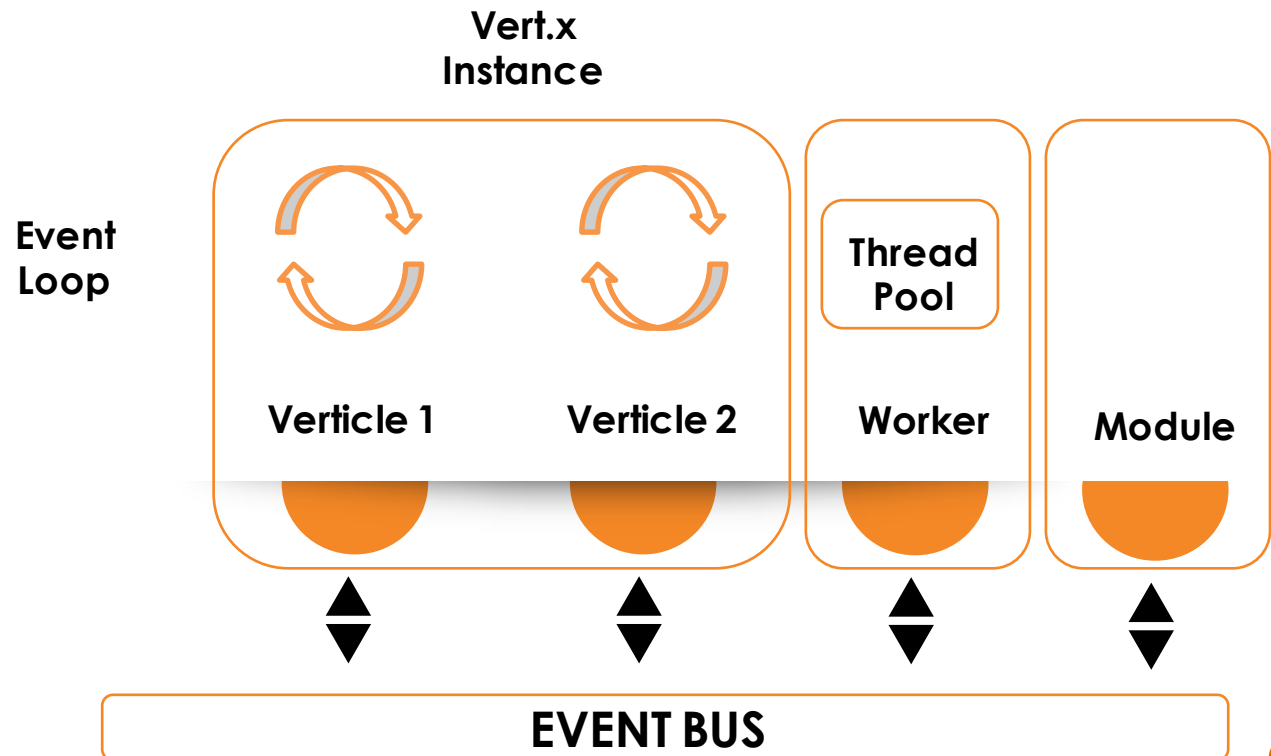 Vert.x
Instance
Event
Loop
Thread
Pool
Verticle 1
Verticle 2
Worker
Module
EVENT BUS